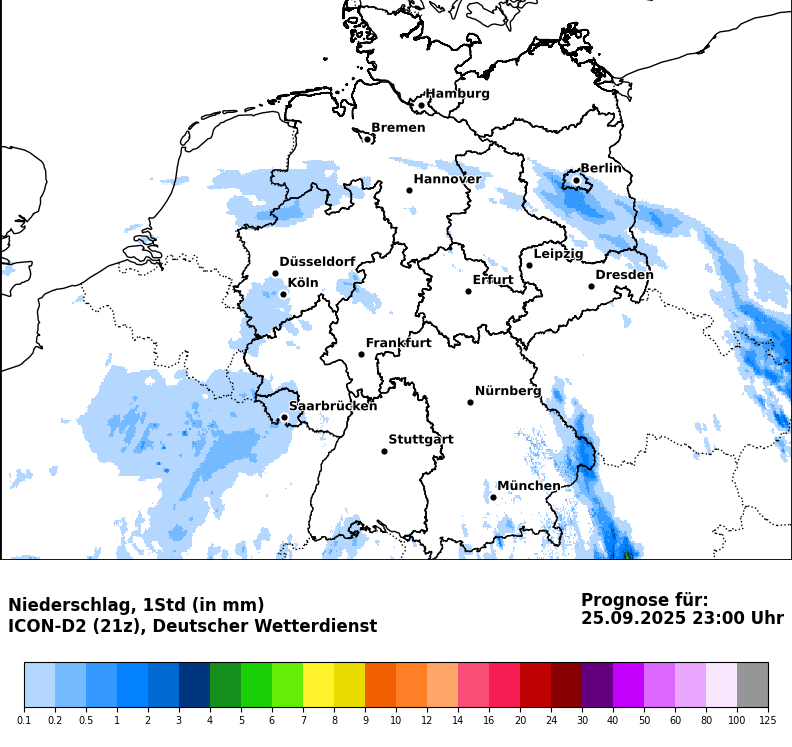 Hamburg
Bremen
Berlin
Hannover
Leipzig
Düsseldorf
Dresden
Erfurt
Köln
Frankfurt
Nürnberg
Saarbrücken
Stuttgart
München
Niederschlag, 1Std (in mm)
ICON-D2 (21z), Deutscher Wetterdienst
Prognose für:
25.09.2025 23:00 Uhr
0.1 0.2 0.5 1 2 3 4 5 6 7 8 9 10 12 14 16 20 24 30 40 50 60 80 100 125